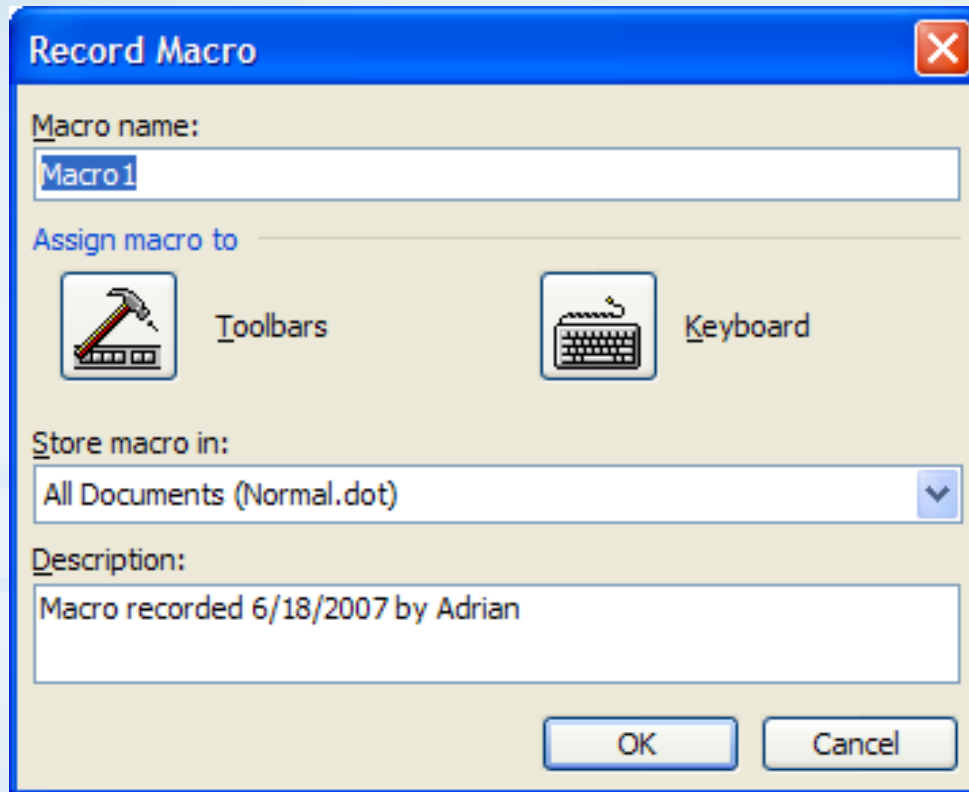 Record Macro
Macro name:
Macro1
Assign macro to
Toolbars
Keyboard
Store macro in:
All Documents (Normal.dot)
Description:
Macro recorded 6/18/2007 by Adrian
OK
Cancel